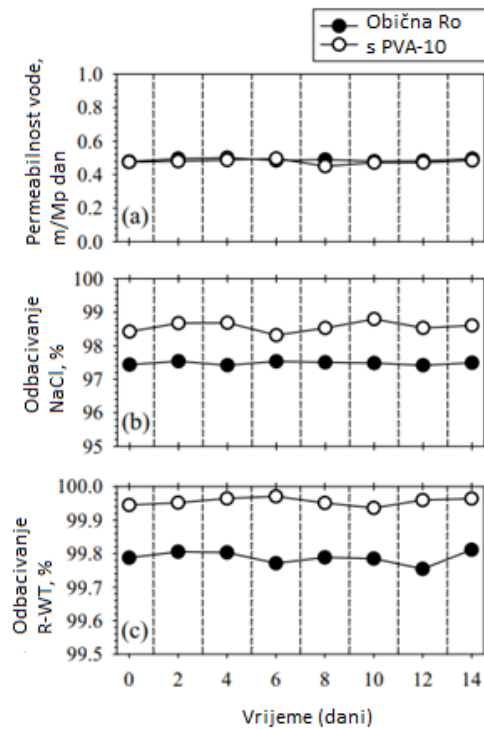 Obična Ro
s PVA-10
Permeabilnost vode,
m/Mp dan
1.0
0.8
0.6
0.4
0.2
0.0
(a)
Odbacivanje
NaCl, %
100
99
98
97
96
95
(b)
Odbacivanje
R-WT, %
100.0
99.9
99.8
99.7
99.6
99.5
(c)
0 2 4 6 8 10 12 14
Vrijeme (dani)